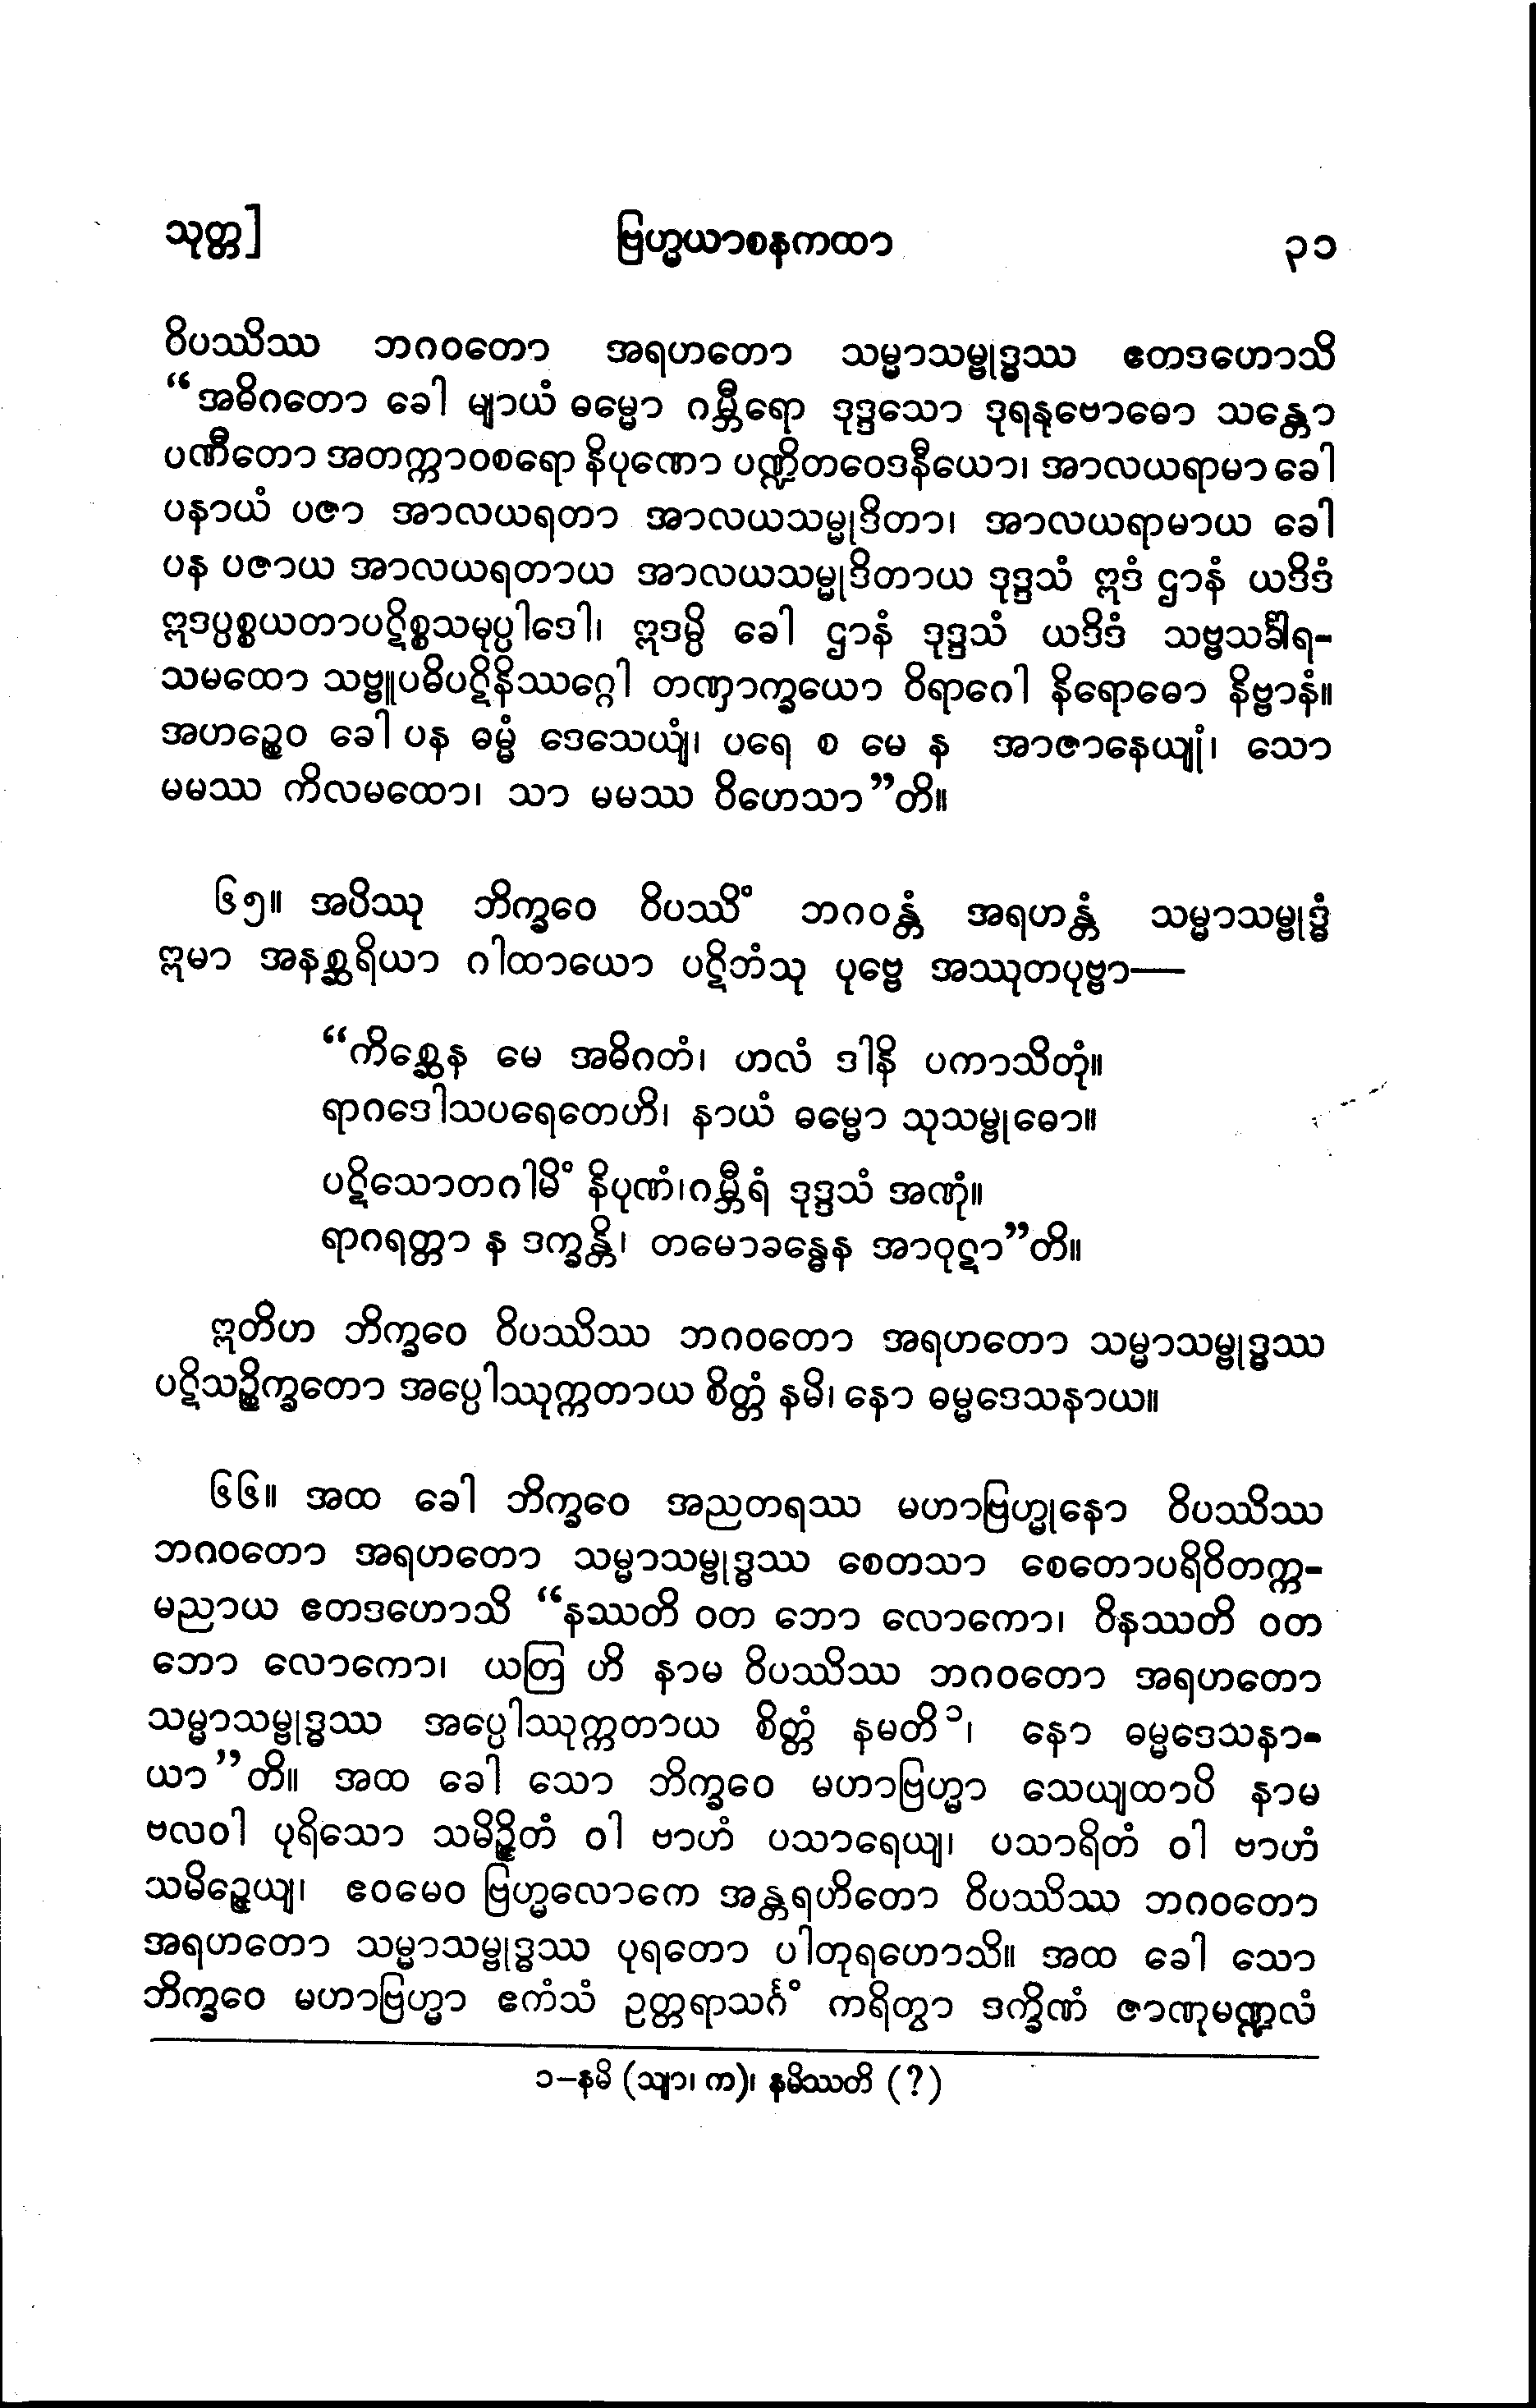 သုတ္တ]
ဗြဟ္မယာစနကထာ
၃၁
ဝိပဿိဿ ဘဂဝတော အရဟတော သမ္မာသမ္ဗုဒ္ဓဿ ဧတဒဟောသိ
“အဓိဂတော ခေါ မျာယံ ဓမ္မော ဂမ္ဘီရော ဒုဒ္ဒသော ဒုရနုဗောဓော သန္တော
ပဏီတော အတက္ကာဝစရော နိပုဏော ပဏ္ဍိတဝေဒနီယော၊ အာလယရာမာ ခေါ
ပနာယံ ပဇာ အာလယရတာ အာလယသမ္မုဒိတာ၊ အာလယရာမာယ ခေါ
ပန ပဇာယ အာလယရတာယ အာလယသမ္မုဒိတာယ ဒုဒ္ဒသံ ဣဒံ ဌာနံ ယဒိဒံ
ဣဒပ္ပစ္စယတာပဋိစ္စသမုပ္ပါဒေါ၊ ဣဒမ္ပိ ခေါ ဌာနံ ဒုဒ္ဒသံ ယဒိဒံ သဗ္ဗသင်္ခါရ-
သမထော သဗ္ဗူပဓိပဋိနိဿဂ္ဂေါ တဏှာက္ခယော ဝိရာဂေါ နိရောဓော နိဗ္ဗာနံ။
အဟဉ္စေဝ ခေါ ပန ဓမ္မံ ဒေသေယျံ၊ ပရေ စ မေ န အာဇာနေယျုံ၊ သော
မမဿ ကိလမထော၊ သာ မမဿ ဝိဟေသာ”တိ။
၆၅။ အပိဿု ဘိက္ခဝေ ဝိပဿိံ ဘဂဝန္တံ အရဟန္တံ သမ္မာသမ္ဗုဒ္ဓံ
ဣမာ အနစ္ဆရိယာ ဂါထာယော ပဋိဘံသု ပုဗ္ဗေ အဿုတပုဗ္ဗာ—
“ကိစ္ဆေန မေ အဓိဂတံ၊ ဟလံ ဒါနိ ပကာသိတုံ။
ရာဂဒေါသပရေတေဟိ၊ နာယံ ဓမ္မော သုသမ္ဗုဓော။
ပဋိသောတဂါမိံ နိပုဏံ၊ဂမ္ဘီရံ ဒုဒ္ဒသံ အဏုံ။
ရာဂရတ္တာ န ဒက္ခန္တိ၊ တမောခန္ဓေန အာဝုဋာ”တိ။
ဣတိဟ ဘိက္ခဝေ ဝိပဿိဿ ဘဂဝတော အရဟတော သမ္မာသမ္ဗုဒ္ဓဿ
ပဋိသဉ္စိက္ခတော အပ္ပေါဿုက္ကတာယ စိတ္တံ နမိ၊ နော ဓမ္မဒေသနာယ။
၆၆။ အထ ခေါ ဘိက္ခဝေ အညတရဿ မဟာဗြဟ္မုနော ဝိပဿိဿ
ဘဂဝတော အရဟတော သမ္မာသမ္ဗုဒ္ဓဿ စေတသာ စေတောပရိဝိတက္က-
မညာယ ဧတဒဟောသိ “နဿတိ ဝတ ဘော လောကော၊ ဝိနဿတိ ဝတ
ဘော လောကော၊ ယတြ ဟိ နာမ ဝိပဿိဿ ဘဂဝတော အရဟတော
သမ္မာသမ္ဗုဒ္ဓဿ အပ္ပေါဿုက္ကတာယ စိတ္တံ နမတိ၁၊ နော ဓမ္မဒေသနာ-
ယာ”တိ။ အထ ခေါ သော ဘိက္ခဝေ မဟာဗြဟ္မာ သေယျထာပိ နာမ
ဗလဝါ ပုရိသော သမိဉ္ဇိတံ ဝါ ဗာဟံ ပသာရေယျ၊ ပသာရိတံ ဝါ ဗာဟံ
သမိဉ္ဇေယျ၊ ဧဝမေဝ ဗြဟ္မလောကေ အန္တရဟိတော ဝိပဿိဿ ဘဂဝတော
အရဟတော သမ္မာသမ္ဗုဒ္ဓဿ ပုရတော ပါတုရဟောသိ။ အထ ခေါ သော
ဘိက္ခဝေ မဟာဗြဟ္မာ ဧကံသံ ဥတ္တရာသင်္ဂံ ကရိတွာ ဒက္ခိဏံ ဇာဏုမဏ္ဍလံ
၁-နမိ (သျာ၊ က)၊ နမိဿတိ (?)